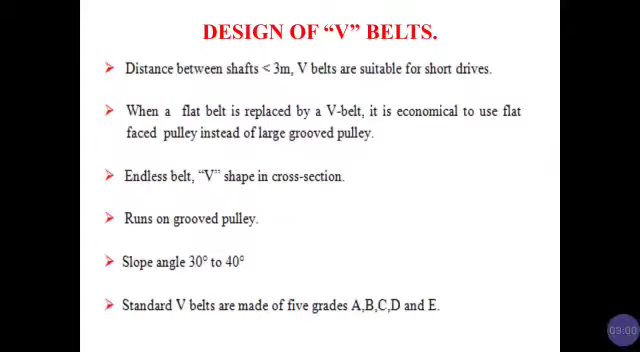 DESIGN OF “V” BELTS.
Distance between shafts < 3m, V belts are suitable for short drives.
When a flat belt is replaced by a V-belt, it is economical to use flat
faced pulley instead of large grooved pulley.
Endless belt, “V” shape in cross-section.
Runs on grooved pulley.
Slope angle 30° to 40°
Standard V belts are made of five grades A,B,C,D and E.
03:00